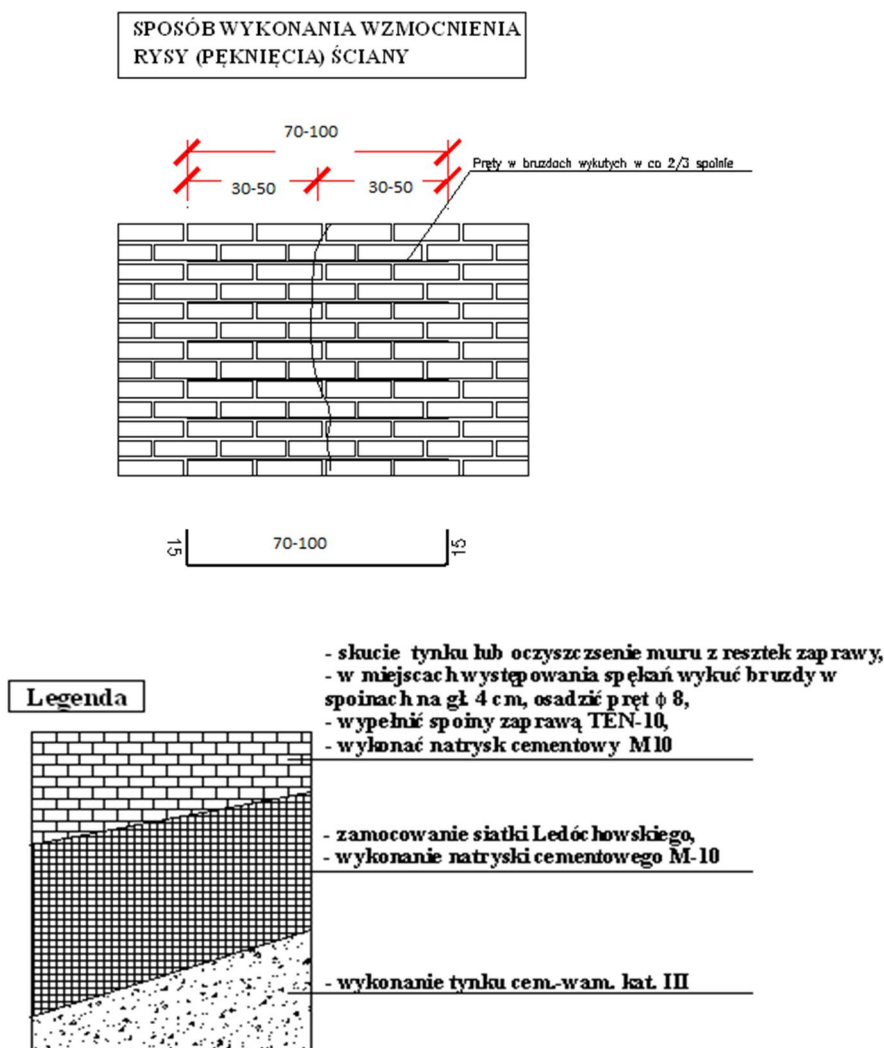 SPOSÓB WYKONANIA WZMOCNIENIA
RYSY (PĘKNIĘCIA) ŚCIANY
70-100
30-50
30-50
Pręty w bruzdach wykutych w co 2/3 spoinie
15
70-100
15
Legenda
- skucie tynku lub oczyszczsenie muru z resztek zaprawy,
- w miejscach występowania spękań wykuć bruzdy w
spoinach na gł. 4 cm, osadzić pręt ϕ 8,
- wypełnić spoiny zaprawą TEN-10,
- wykonać natrysk cementowy M10
- zamocowanie siatki Ledóchowskiego,
- wykonanie natryski cementowego M-10
- wykonanie tynku cem.-wam. kat. III